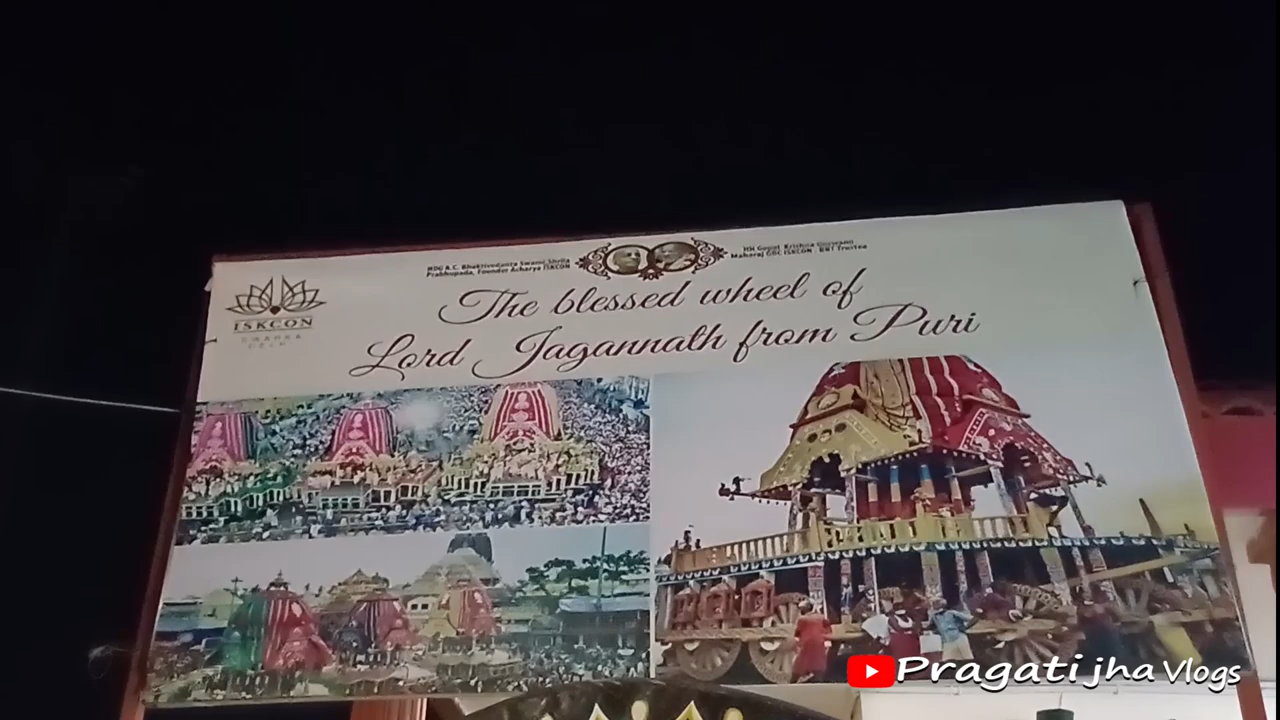 HDG A.C. Bhaktivedanta Swami Srila
Prabhupada, Founder Acharya ISKCON
HH Gopal Krishna Goswami
Maharaj GBC ISKCON BBT Trustee
ISKCON
DWARKA
DELHI
The blessed wheel of
Lord Jagannath from Puri
Pragati jha Vlogs